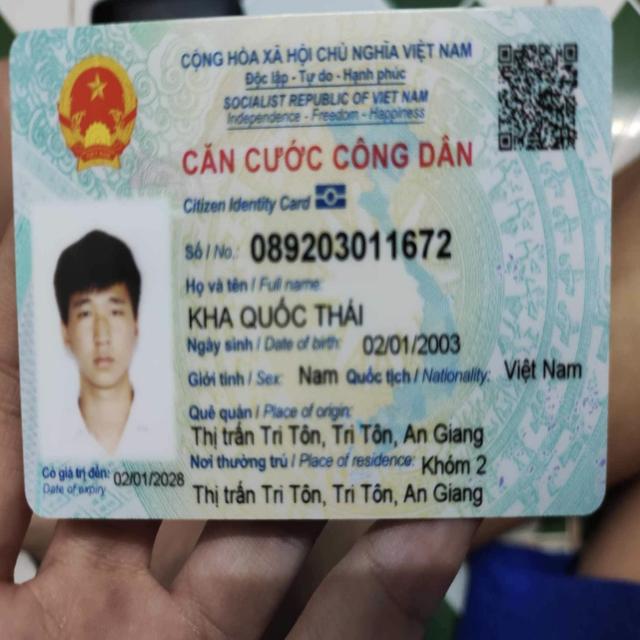 CỘNG HÒA XÃ HỘI CHỦ NGHĨA VIỆT NAM
Độc lập - Tự do - Hạnh phúc
SOCIALIST REPUBLIC OF VIET NAM
Independence - Freedom - Happiness
CĂN CƯỚC CÔNG DÂN
Citizen Identity Card
Số / No.: 089203011672
Họ và tên / Full name:
KHA QUỐC THÁI
Ngày sinh / Date of birth: 02/01/2003
Giới tính / Sex: Nam Quốc tịch / Nationality: Việt Nam
Quê quán / Place of origin:
Thị trấn Tri Tôn, Tri Tôn, An Giang
Nơi thường trú / Place of residence: Khóm 2
Thị trấn Tri Tôn, Tri Tôn, An Giang
Có giá trị đến: 02/01/2028
Date of expiry